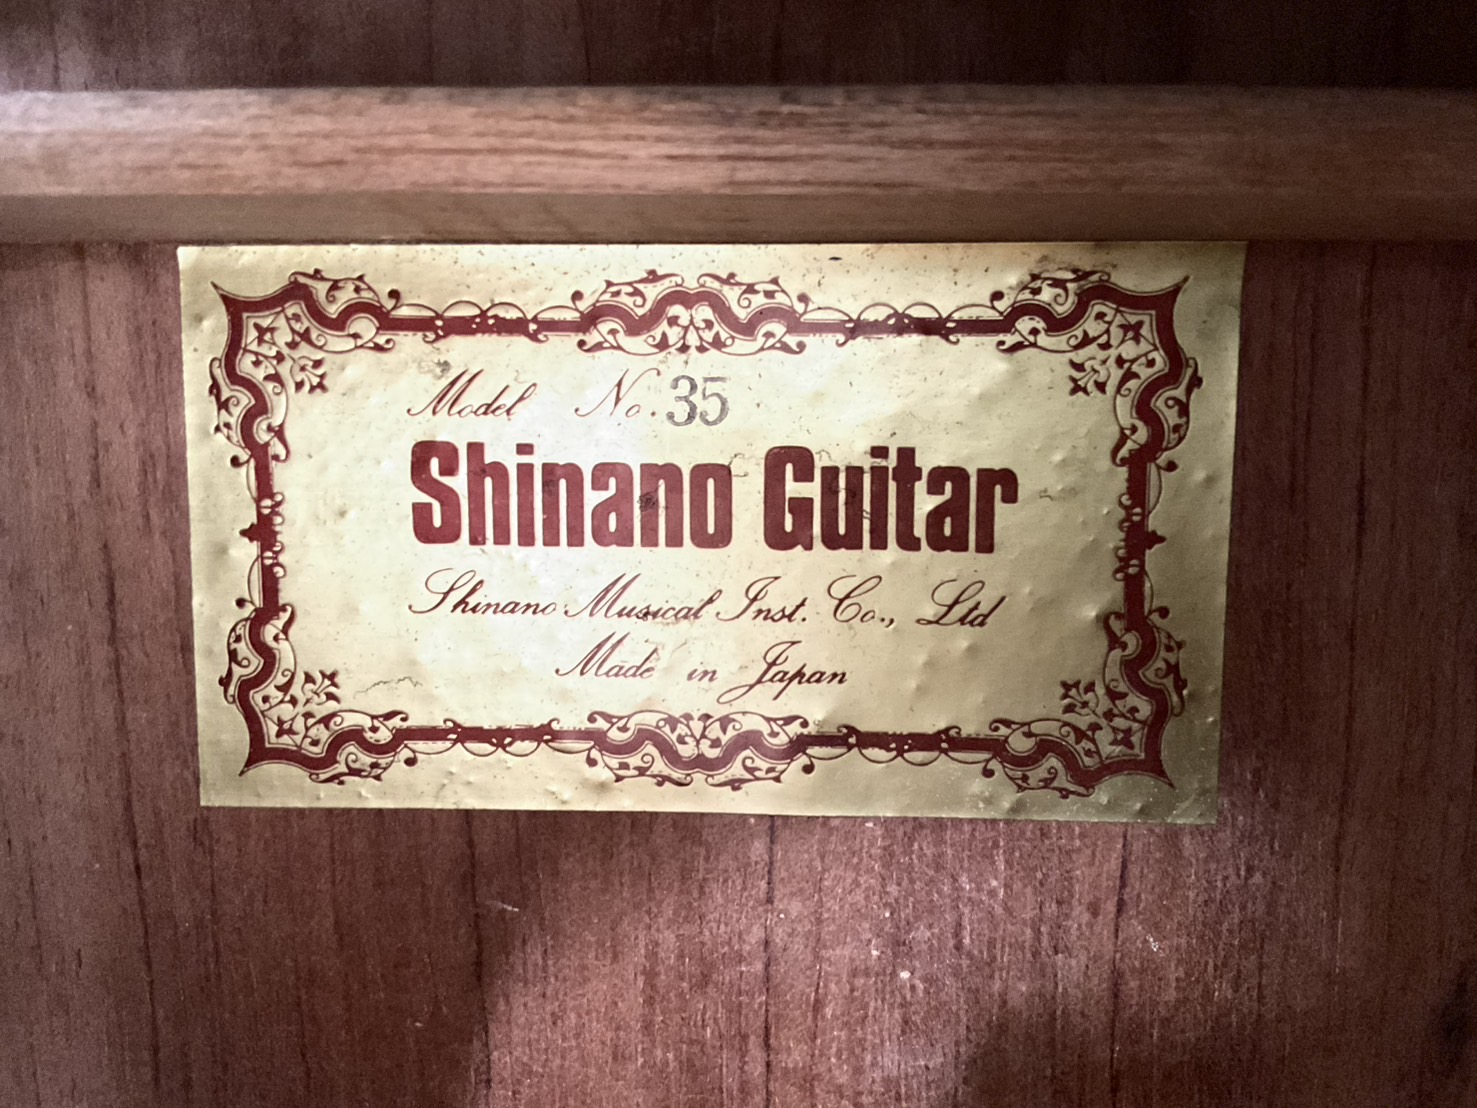 Model No. 35
Shinano Guitar
Shinano Musical Inst. Co., Ltd
Made in Japan